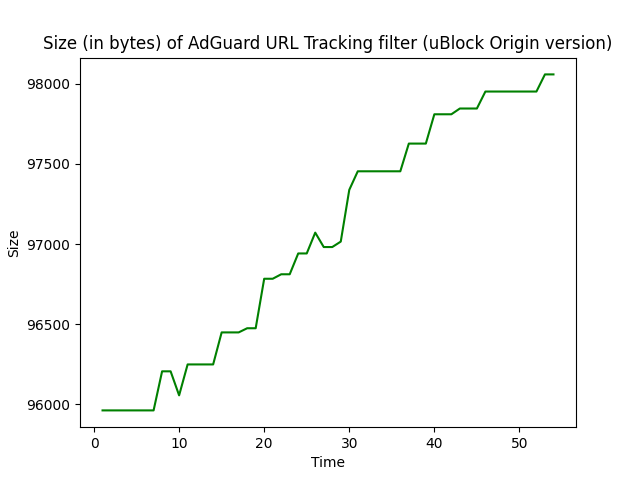 Size (in bytes) of AdGuard URL Tracking filter (uBlock Origin version)
98000
97500
97000
96500
96000
Size
0 10 20 30 40 50
Time